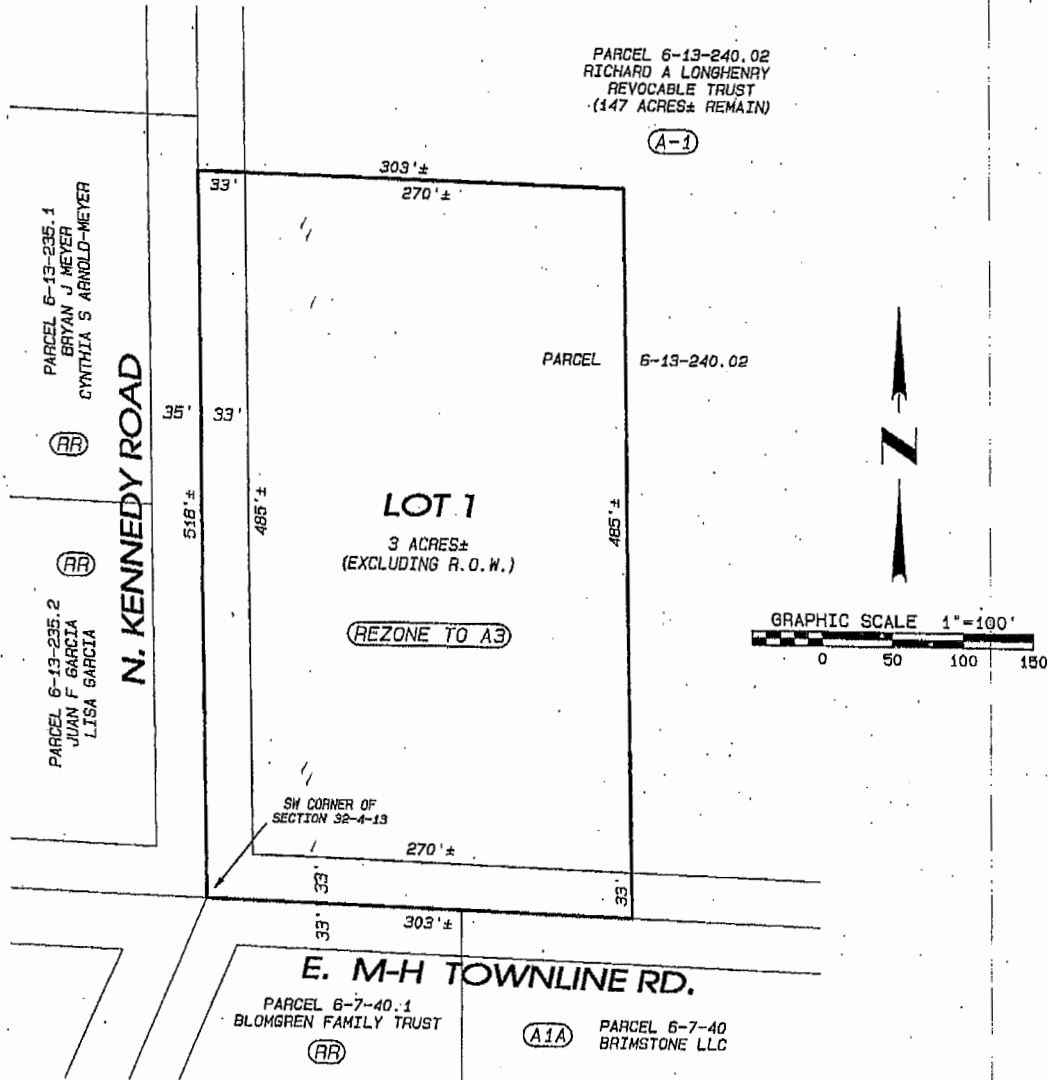 PARCEL 6-13-240.02
RICHARD A LONGHENRY
REVOCABLE TRUST
(147 ACRES± REMAIN)
A-1
303'±
33'
270'±
PARCEL 6-13-235.1
BRYAN J MEYER
CYNTHIA S ARNOLD-MEYER
RR
N. KENNEDY ROAD
PARCEL 6-13-240.02
35'
33'
518'±
485'±
LOT 1
3 ACRES±
(EXCLUDING R.O.W.)
REZONE TO A3
485'±
N
GRAPHIC SCALE 1"=100'
0 50 100 150
RR
PARCEL 6-13-235.2
JUAN F GARCIA
LISA GARCIA
SW CORNER OF
SECTION 32-4-13
270'±
33'
33'
33'
303'±
E. M-H TOWNLINE RD.
PARCEL 6-7-40.1
BLOMGREN FAMILY TRUST
RR
A1A
PARCEL 6-7-40
BRIMSTONE LLC